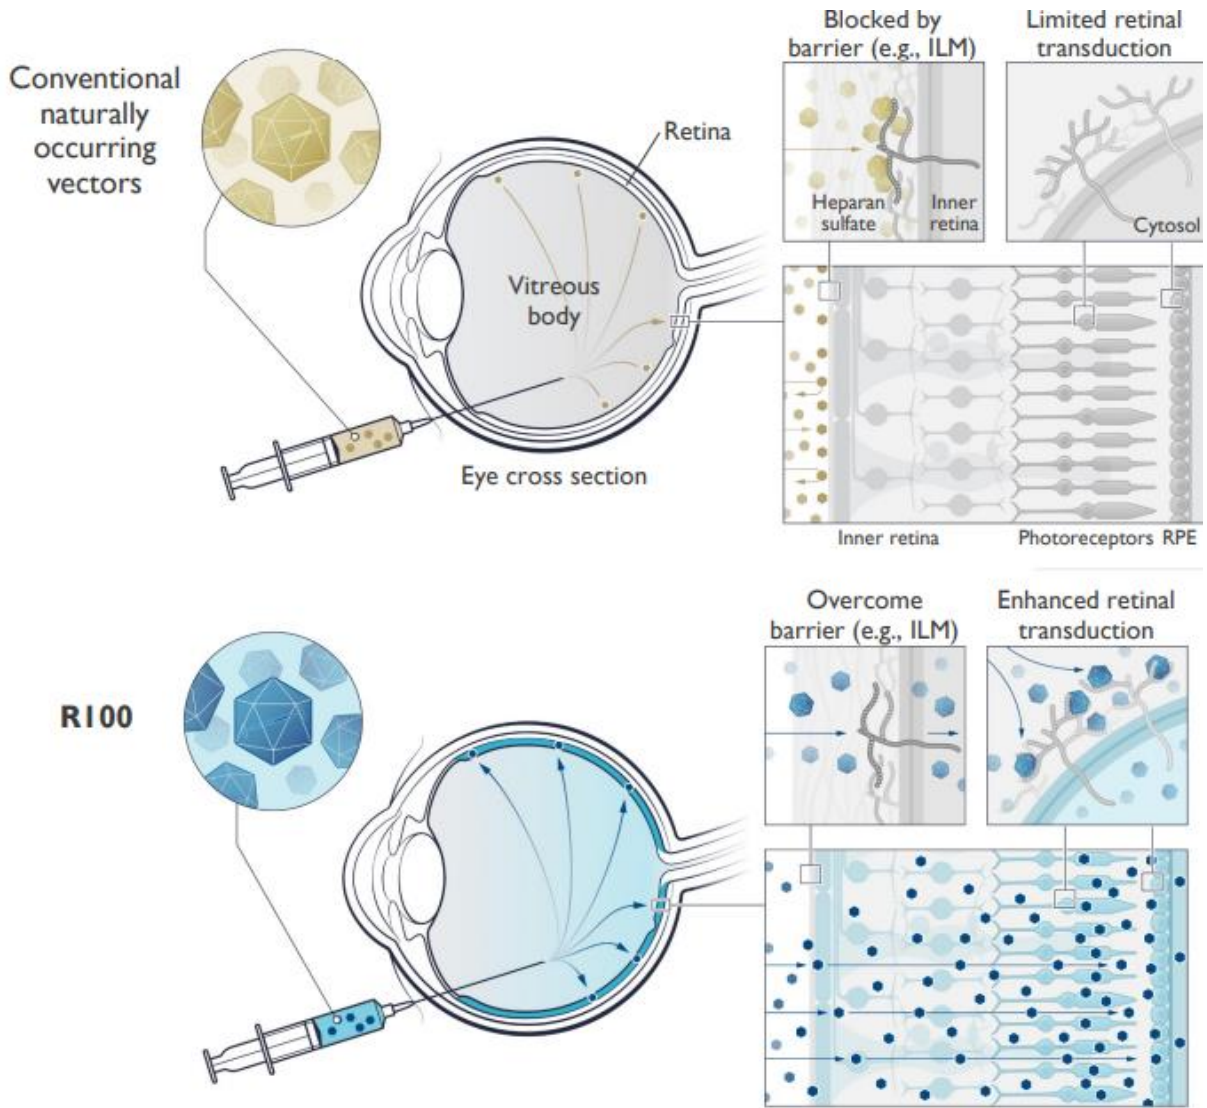 Conventional
naturally
occurring
vectors
Retina
Vitreous
body
Eye cross section
Blocked by
barrier (e.g., ILM)
Heparan
sulfate
Inner
retina
Limited retinal
transduction
Cytosol
Inner retina
Photoreceptors
RPE
R100
Overcome
barrier (e.g., ILM)
Enhanced retinal
transduction